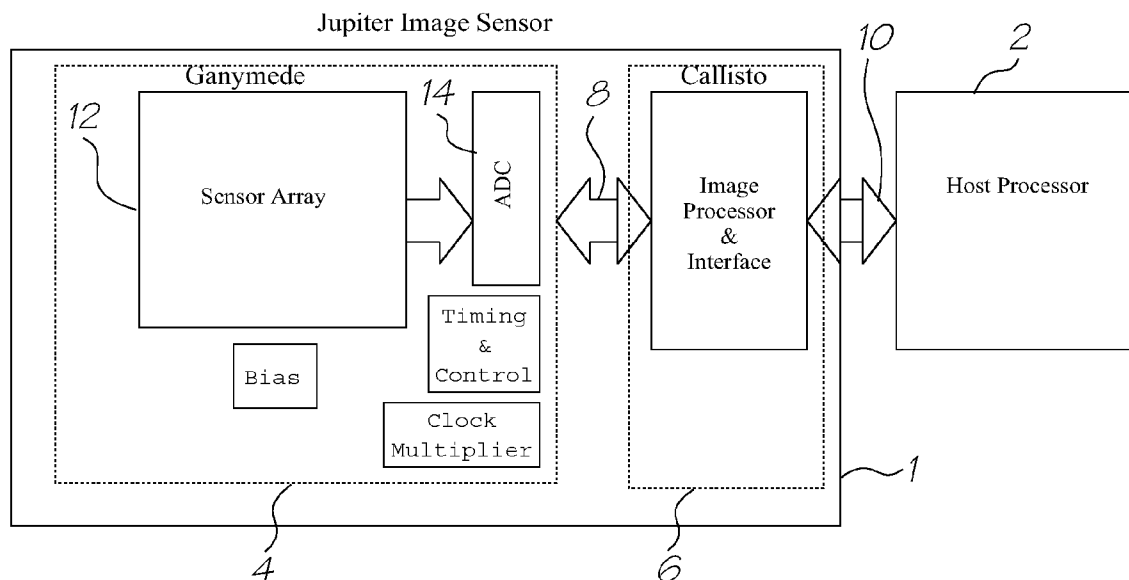 Jupiter Image Sensor
10
2
Ganymede
Callisto
12
14
8
Sensor Array
ADC
Image
Processor
&
Interface
Host Processor
Timing
&
Control
Bias
Clock
Multiplier
1
4
6